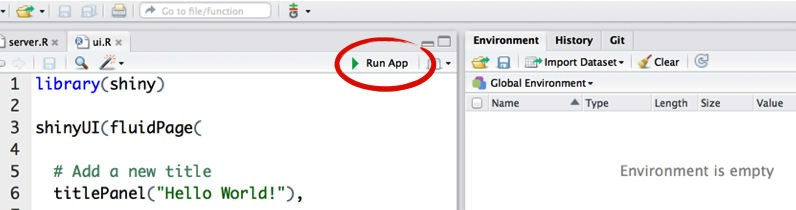 Go to file/function
server.R ×
ui.R ×
Run App
1 library(shiny)
2
3 shinyUI(fluidPage(
4
5   # Add a new title
6   titlePanel("Hello World!"),
Environment History Git
Import Dataset Clear
Global Environment
Name Type Length Size Value
Environment is empty